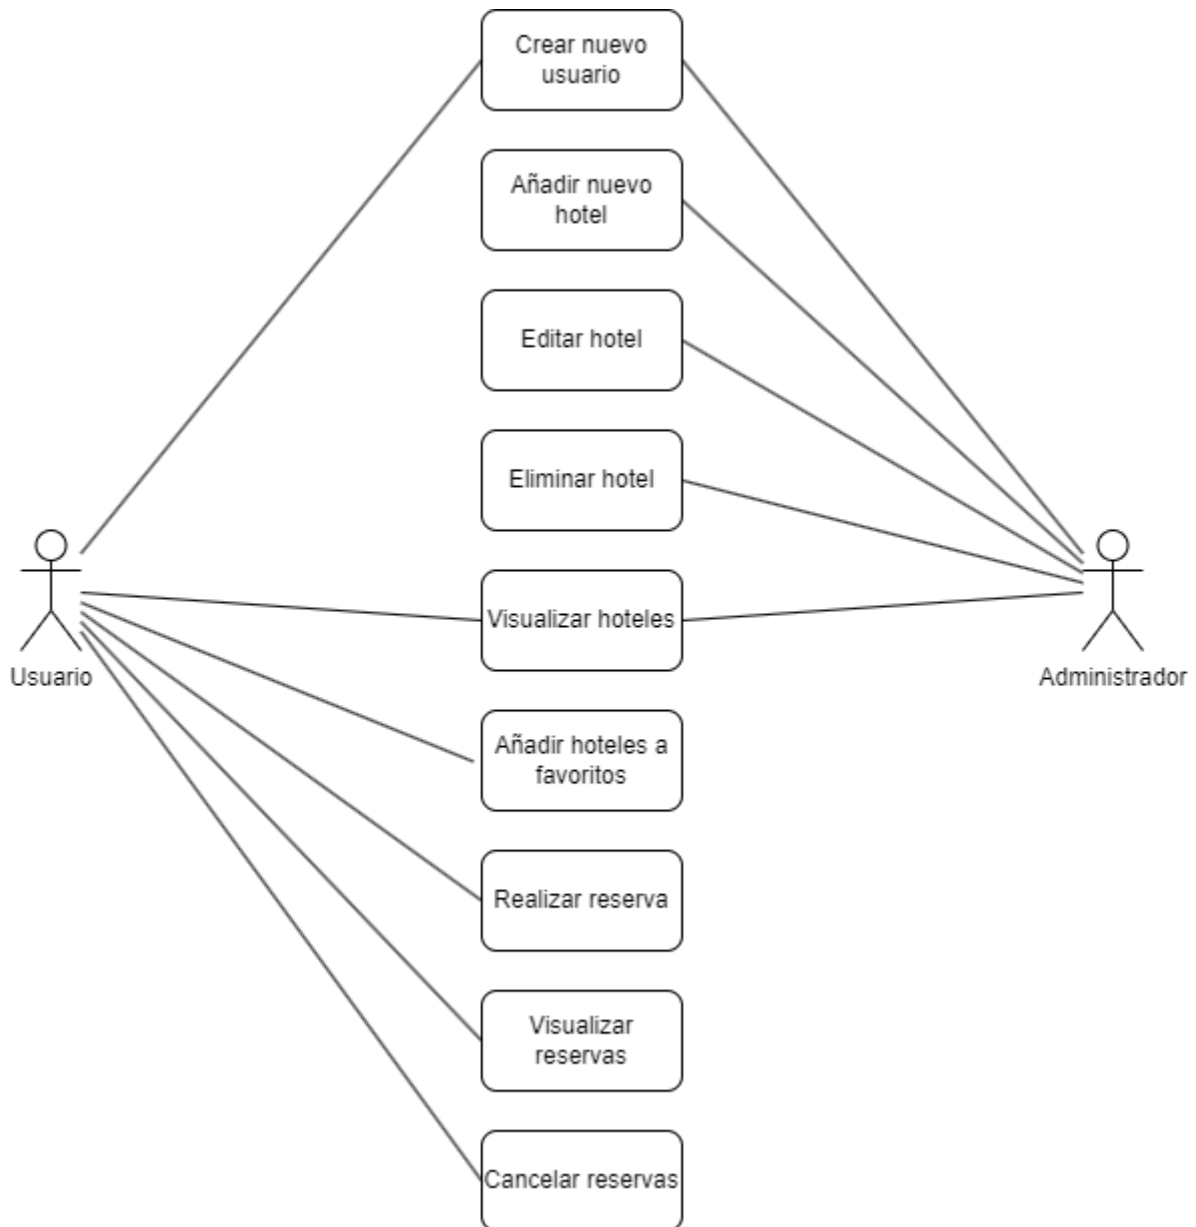 Crear nuevo
usuario
Añadir nuevo
hotel
Editar hotel
Eliminar hotel
Visualizar hoteles
Usuario
Administrador
Añadir hoteles a
favoritos
Realizar reserva
Visualizar
reservas
Cancelar reservas